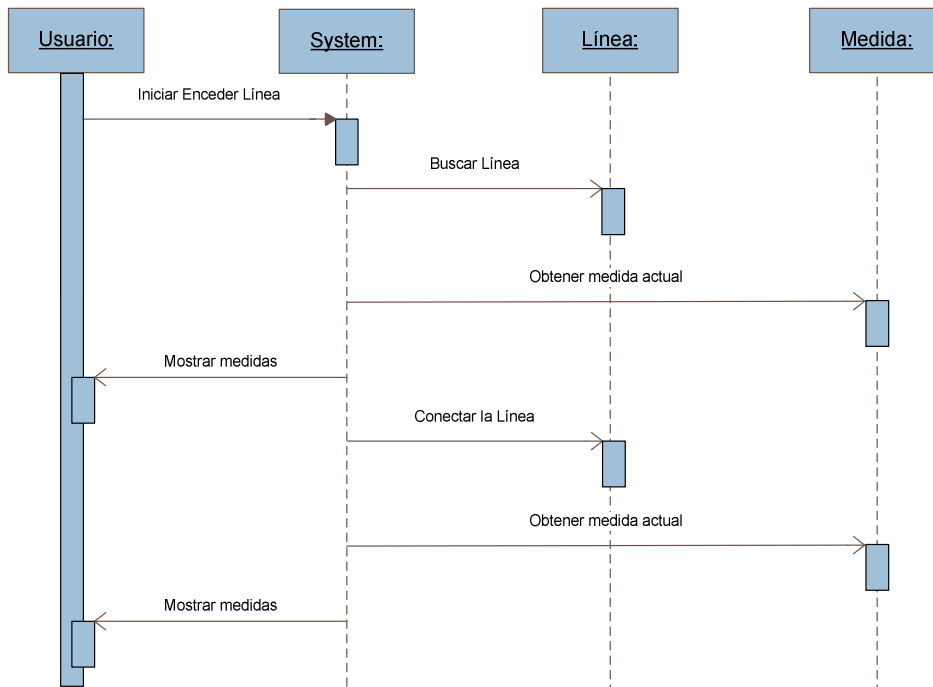 Usuario:
System:
Línea:
Medida:
Iniciar Enceder Línea
Buscar Línea
Obtener medida actual
Mostrar medidas
Conectar la Línea
Obtener medida actual
Mostrar medidas